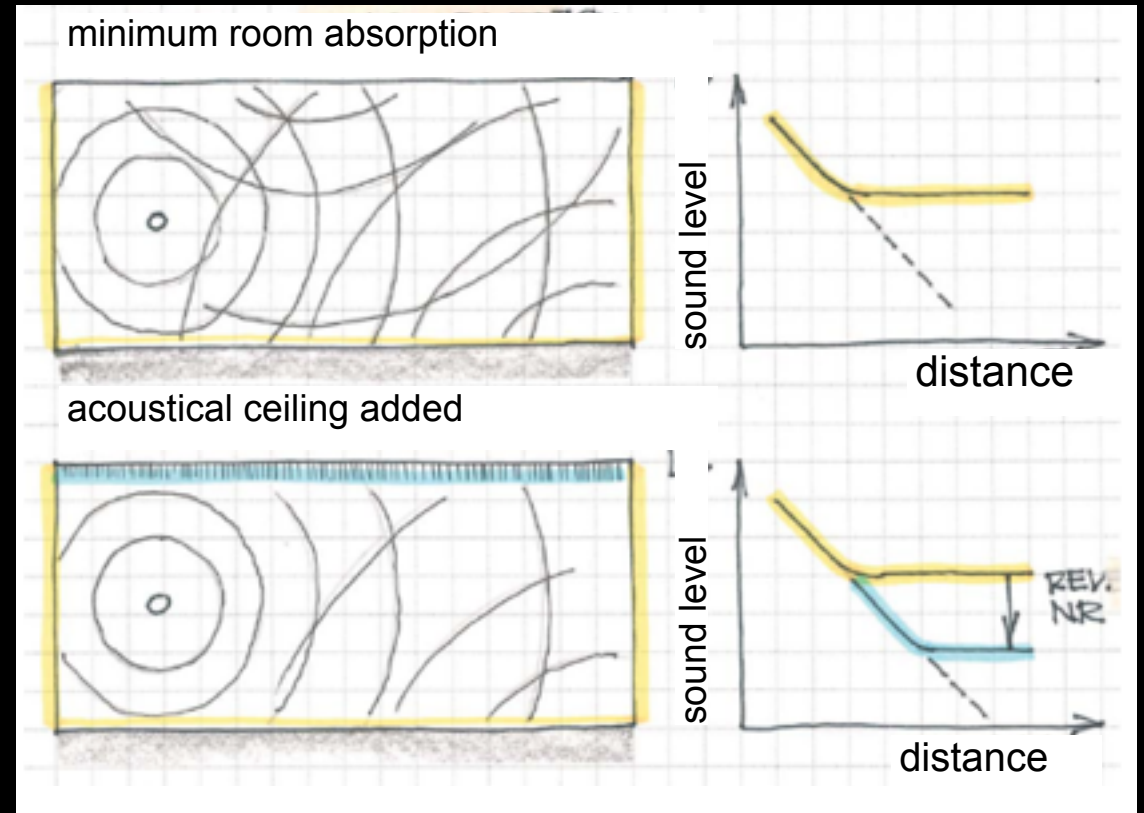 minimum room absorption
sound level
distance
acoustical ceiling added
sound level
REV.
NR
distance